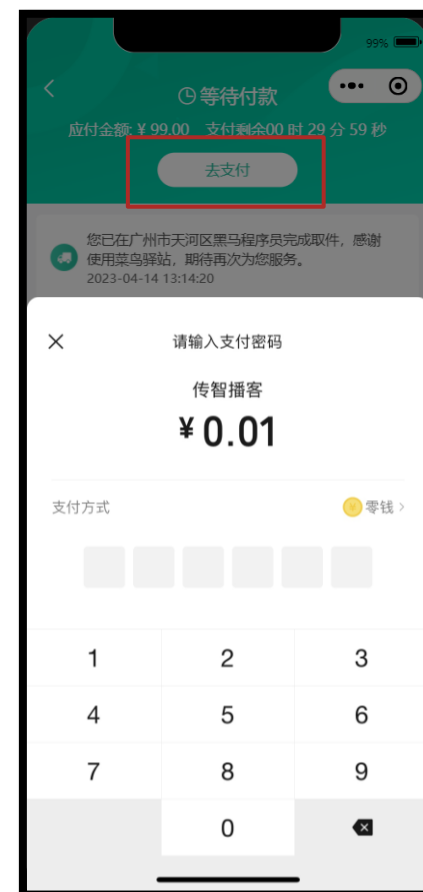 99%
等待付款
应付金额: ¥ 99.00 支付剩余00 时 29 分 59 秒
去支付
您已在广州市天河区黑马程序员完成取件，感谢
使用菜鸟驿站，期待再次为您服务。
2023-04-14 13:14:20
请输入支付密码
传智播客
¥ 0.01
支付方式 ¥ 零钱 >
1 2 3
4 5 6
7 8 9
0